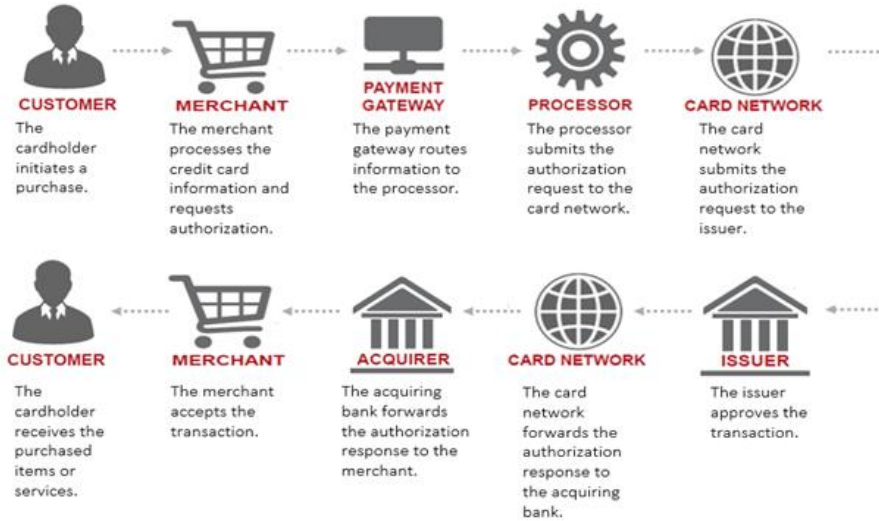 CUSTOMER
The
cardholder
initiates a
purchase.
MERCHANT
The merchant
processes the
credit card
information and
requests
authorization.
PAYMENT
GATEWAY
The payment
gateway routes
information to
the processor.
PROCESSOR
The processor
submits the
authorization
request to the
card network.
CARD NETWORK
The card
network
submits the
authorization
request to the
issuer.
CUSTOMER
The
cardholder
receives the
purchased
items or
services.
MERCHANT
The merchant
accepts the
transaction.
ACQUIRER
The acquiring
bank forwards
the authorization
response to the
merchant.
CARD NETWORK
The card
network
forwards the
authorization
response to
the acquiring
bank.
ISSUER
The issuer
approves the
transaction.